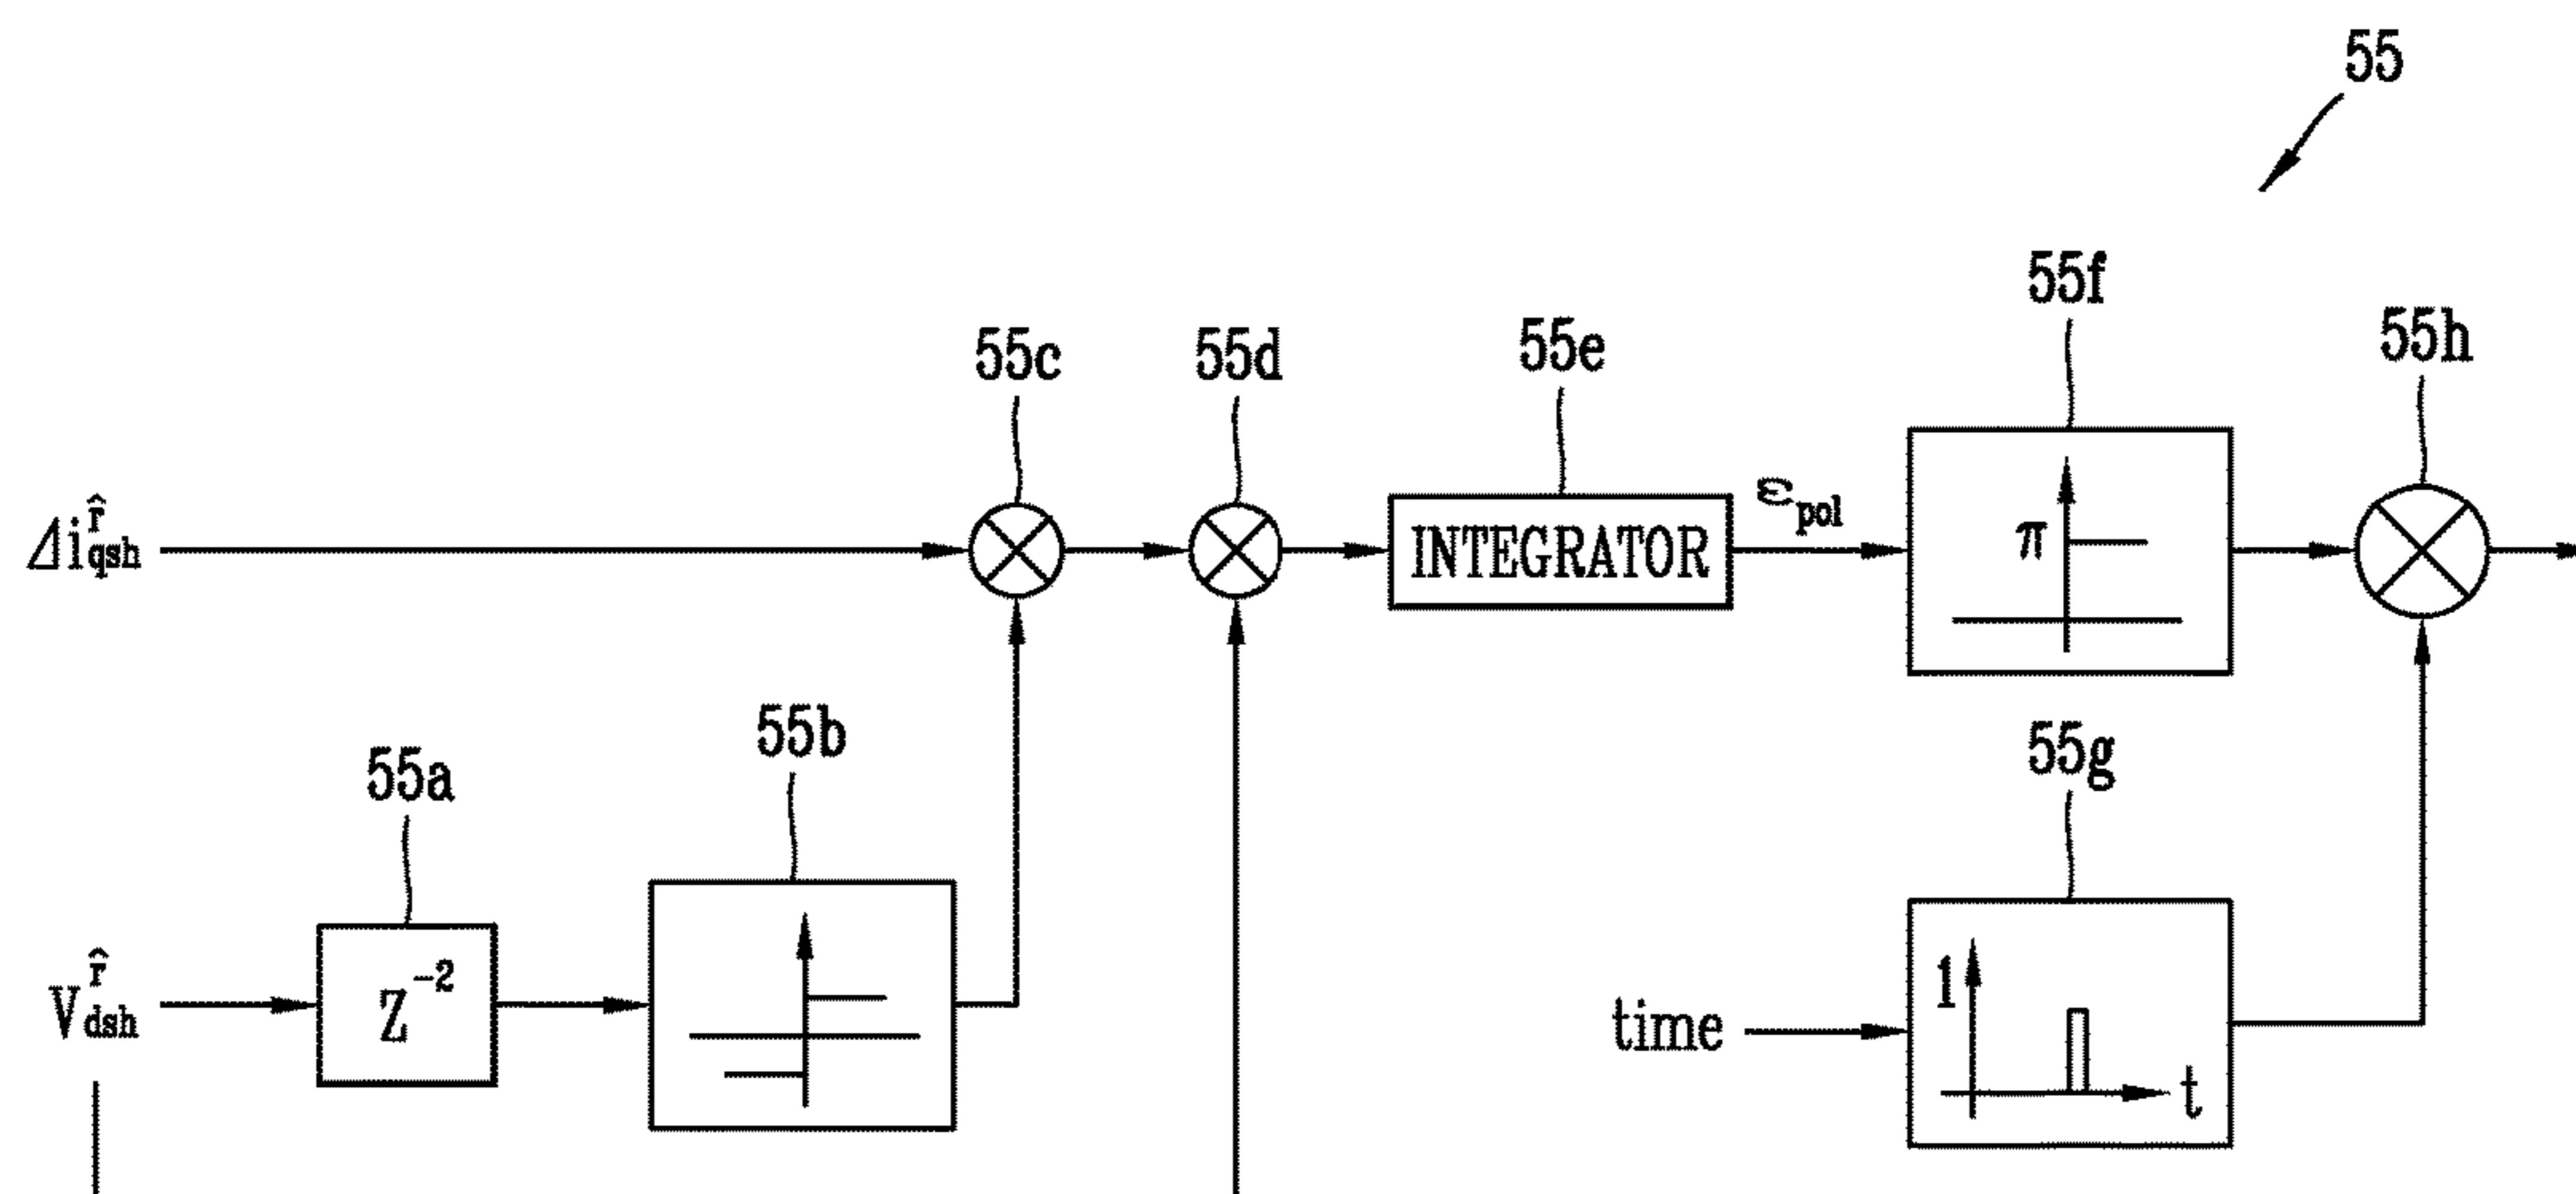 55
55f
55h
55c
55d
55e
Δi^r̂_qsh
INTEGRATOR
ε_pol
π
55a
55b
55g
V^r̂_dsh
Z^-2
time
1
t